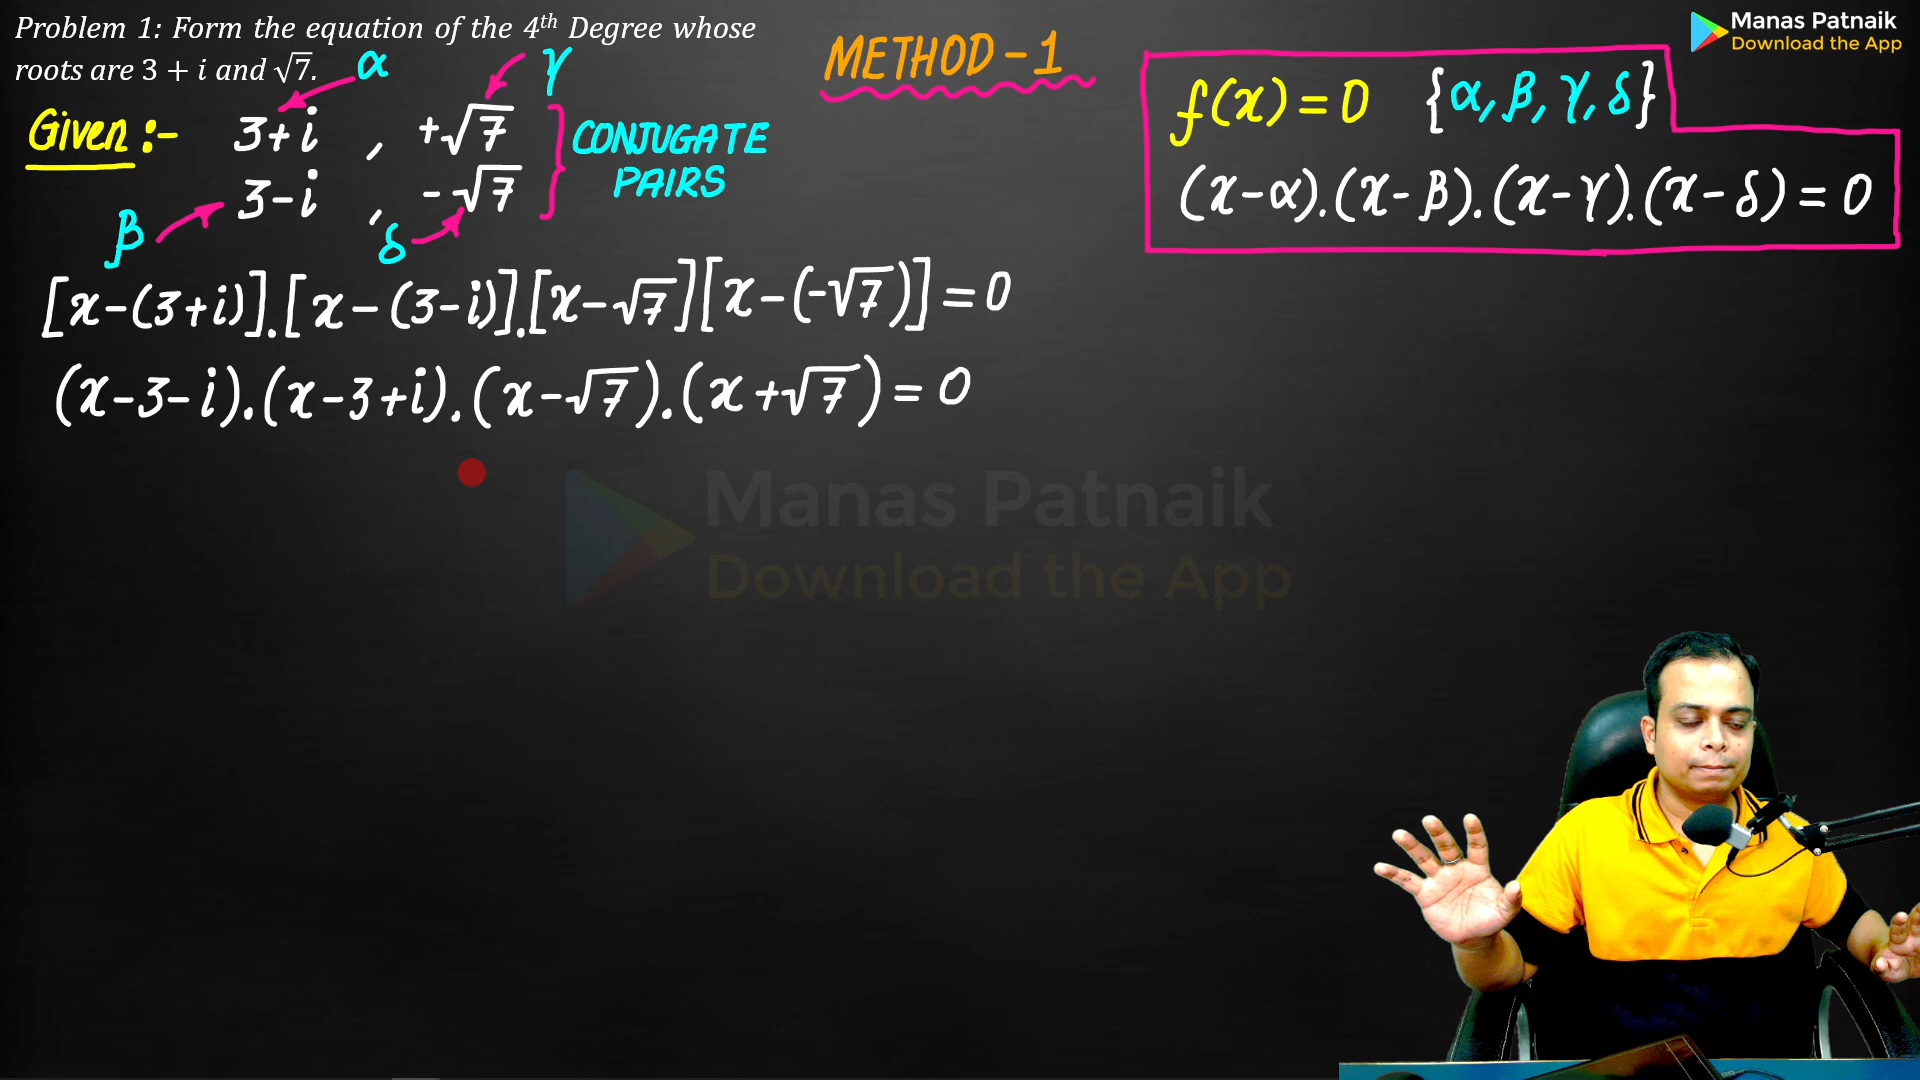 Problem 1: Form the equation of the 4th Degree whose
roots are 3 + i and √7.
α
γ
METHOD - 1
Manas Patnaik
Download the App
f(x) = 0 {α, β, γ, δ}
(x-α).(x-β).(x-γ).(x-δ) = 0
Given :- 3+i , +√7
3-i , -√7
CONJUGATE
PAIRS
β
δ
[x-(3+i)].[x-(3-i)].[x-√7][x-(-√7)] = 0
(x-3-i).(x-3+i).(x-√7).(x+√7) = 0
Manas Patnaik
Download the App